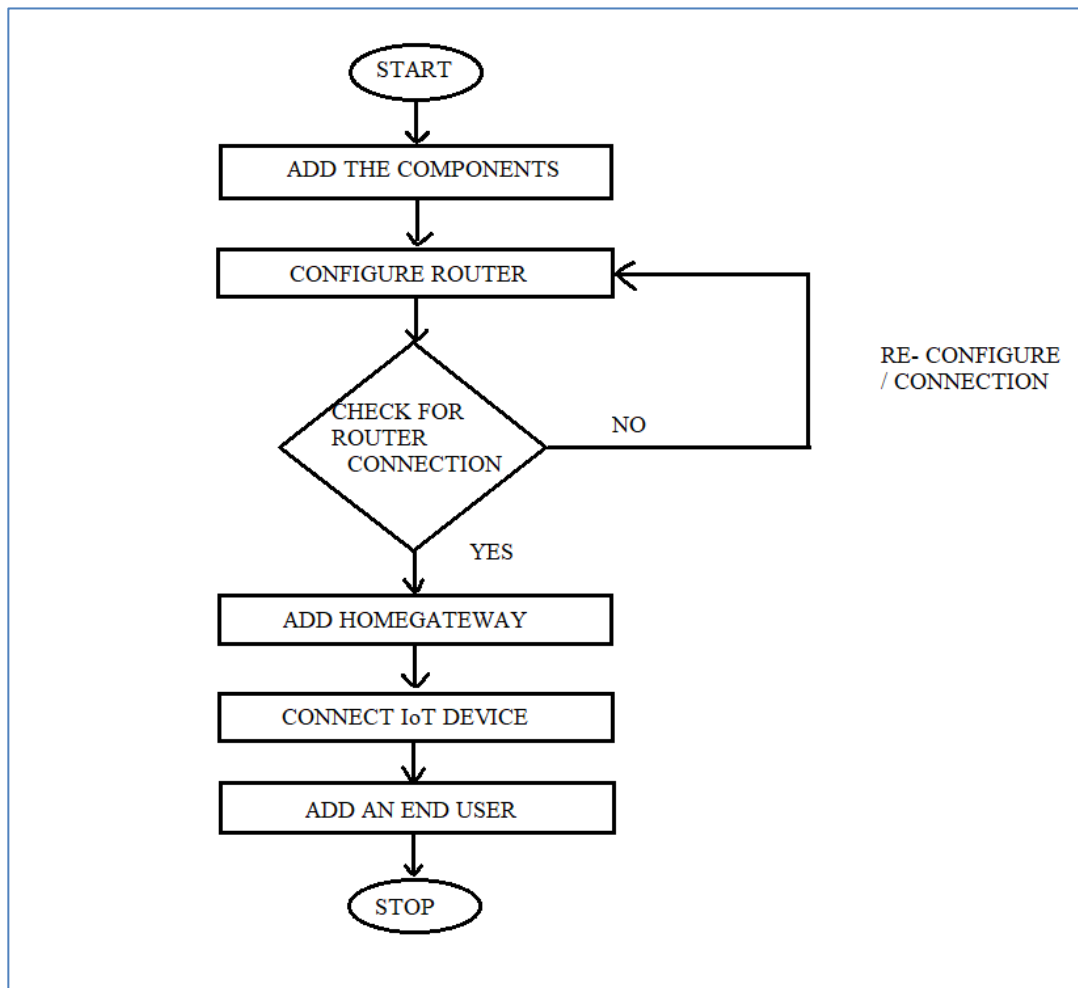 START
ADD THE COMPONENTS
CONFIGURE ROUTER
RE- CONFIGURE
/ CONNECTION
CHECK FOR
ROUTER
CONNECTION
NO
YES
ADD HOMEGATEWAY
CONNECT IoT DEVICE
ADD AN END USER
STOP